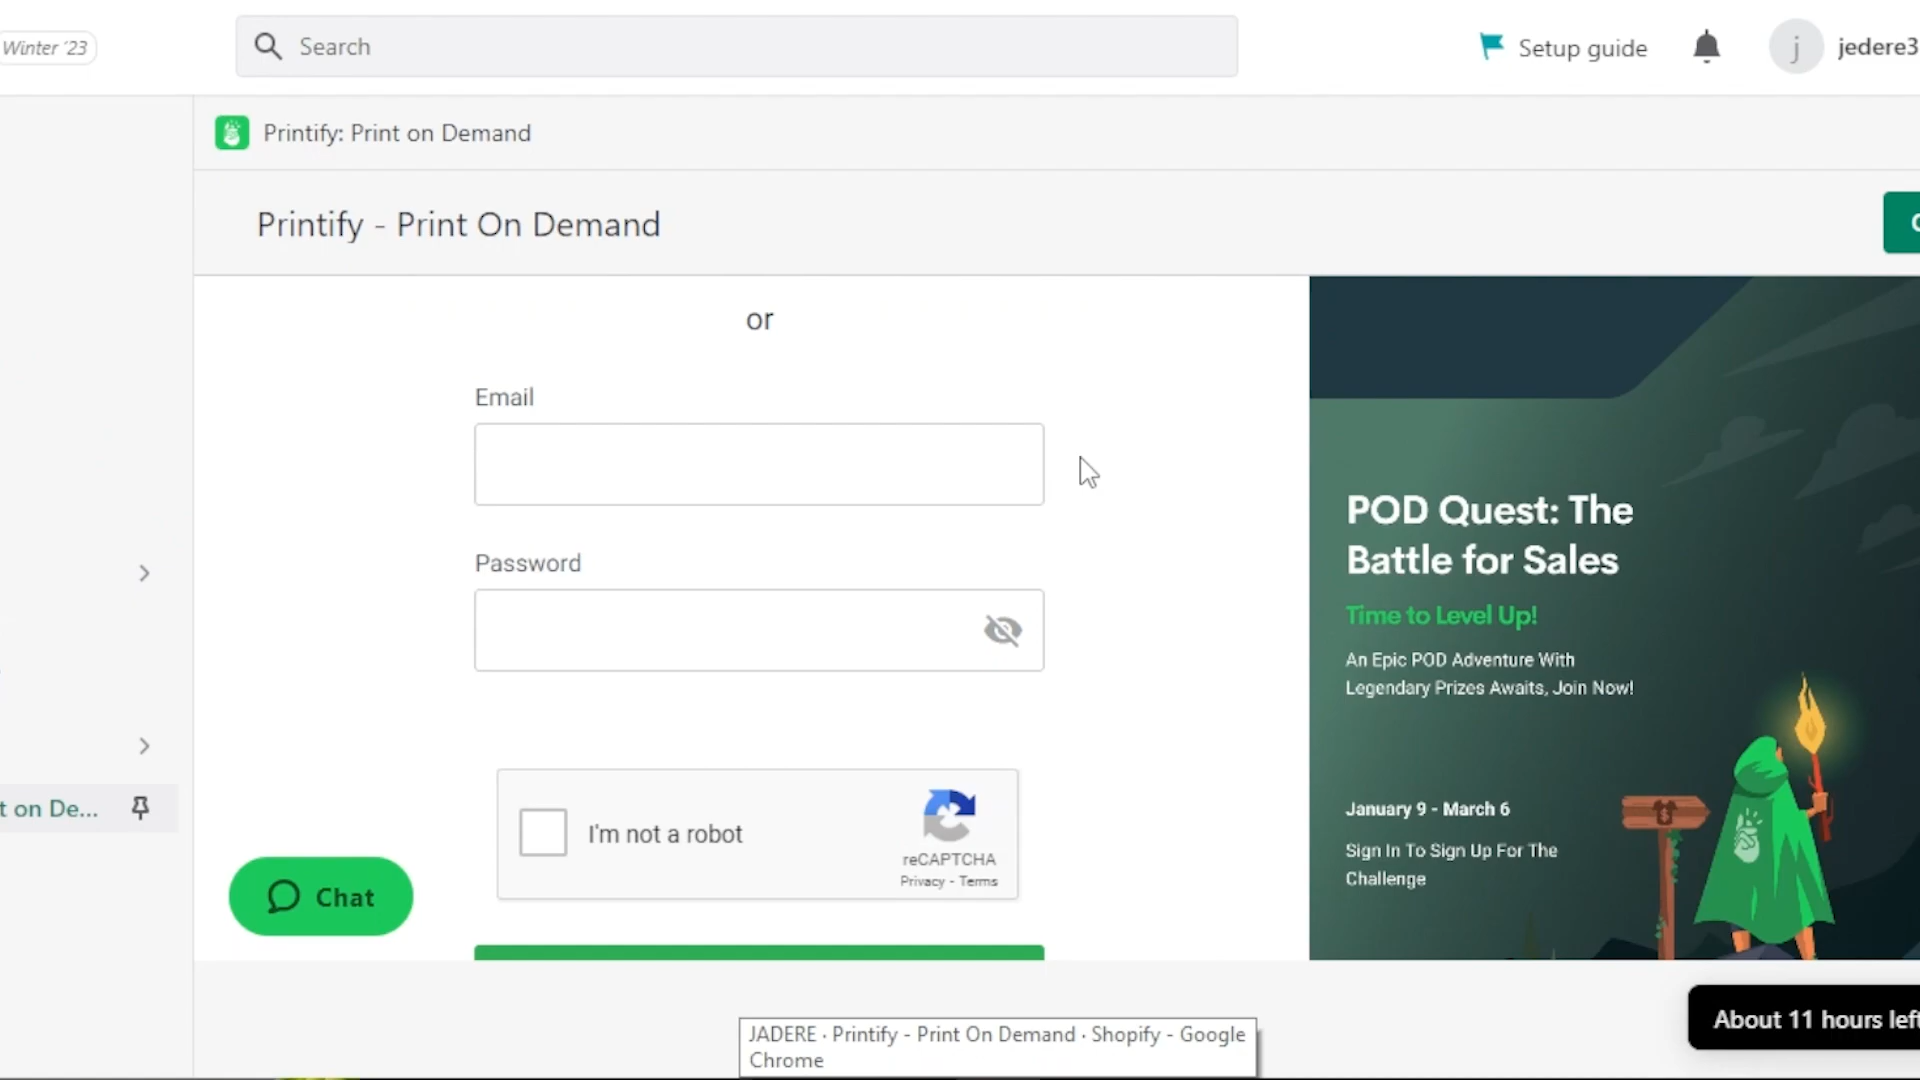 Winter '23
Search
Setup guide
j
jedere3
Printify: Print on Demand
Printify - Print On Demand
or
Email
Password
I'm not a robot
reCAPTCHA
Privacy - Terms
t on De...
Chat
POD Quest: The
Battle for Sales
Time to Level Up!
An Epic POD Adventure With
Legendary Prizes Awaits, Join Now!
January 9 - March 6
Sign In To Sign Up For The
Challenge
About 11 hours left
JADERE · Printify - Print On Demand · Shopify - Google
Chrome